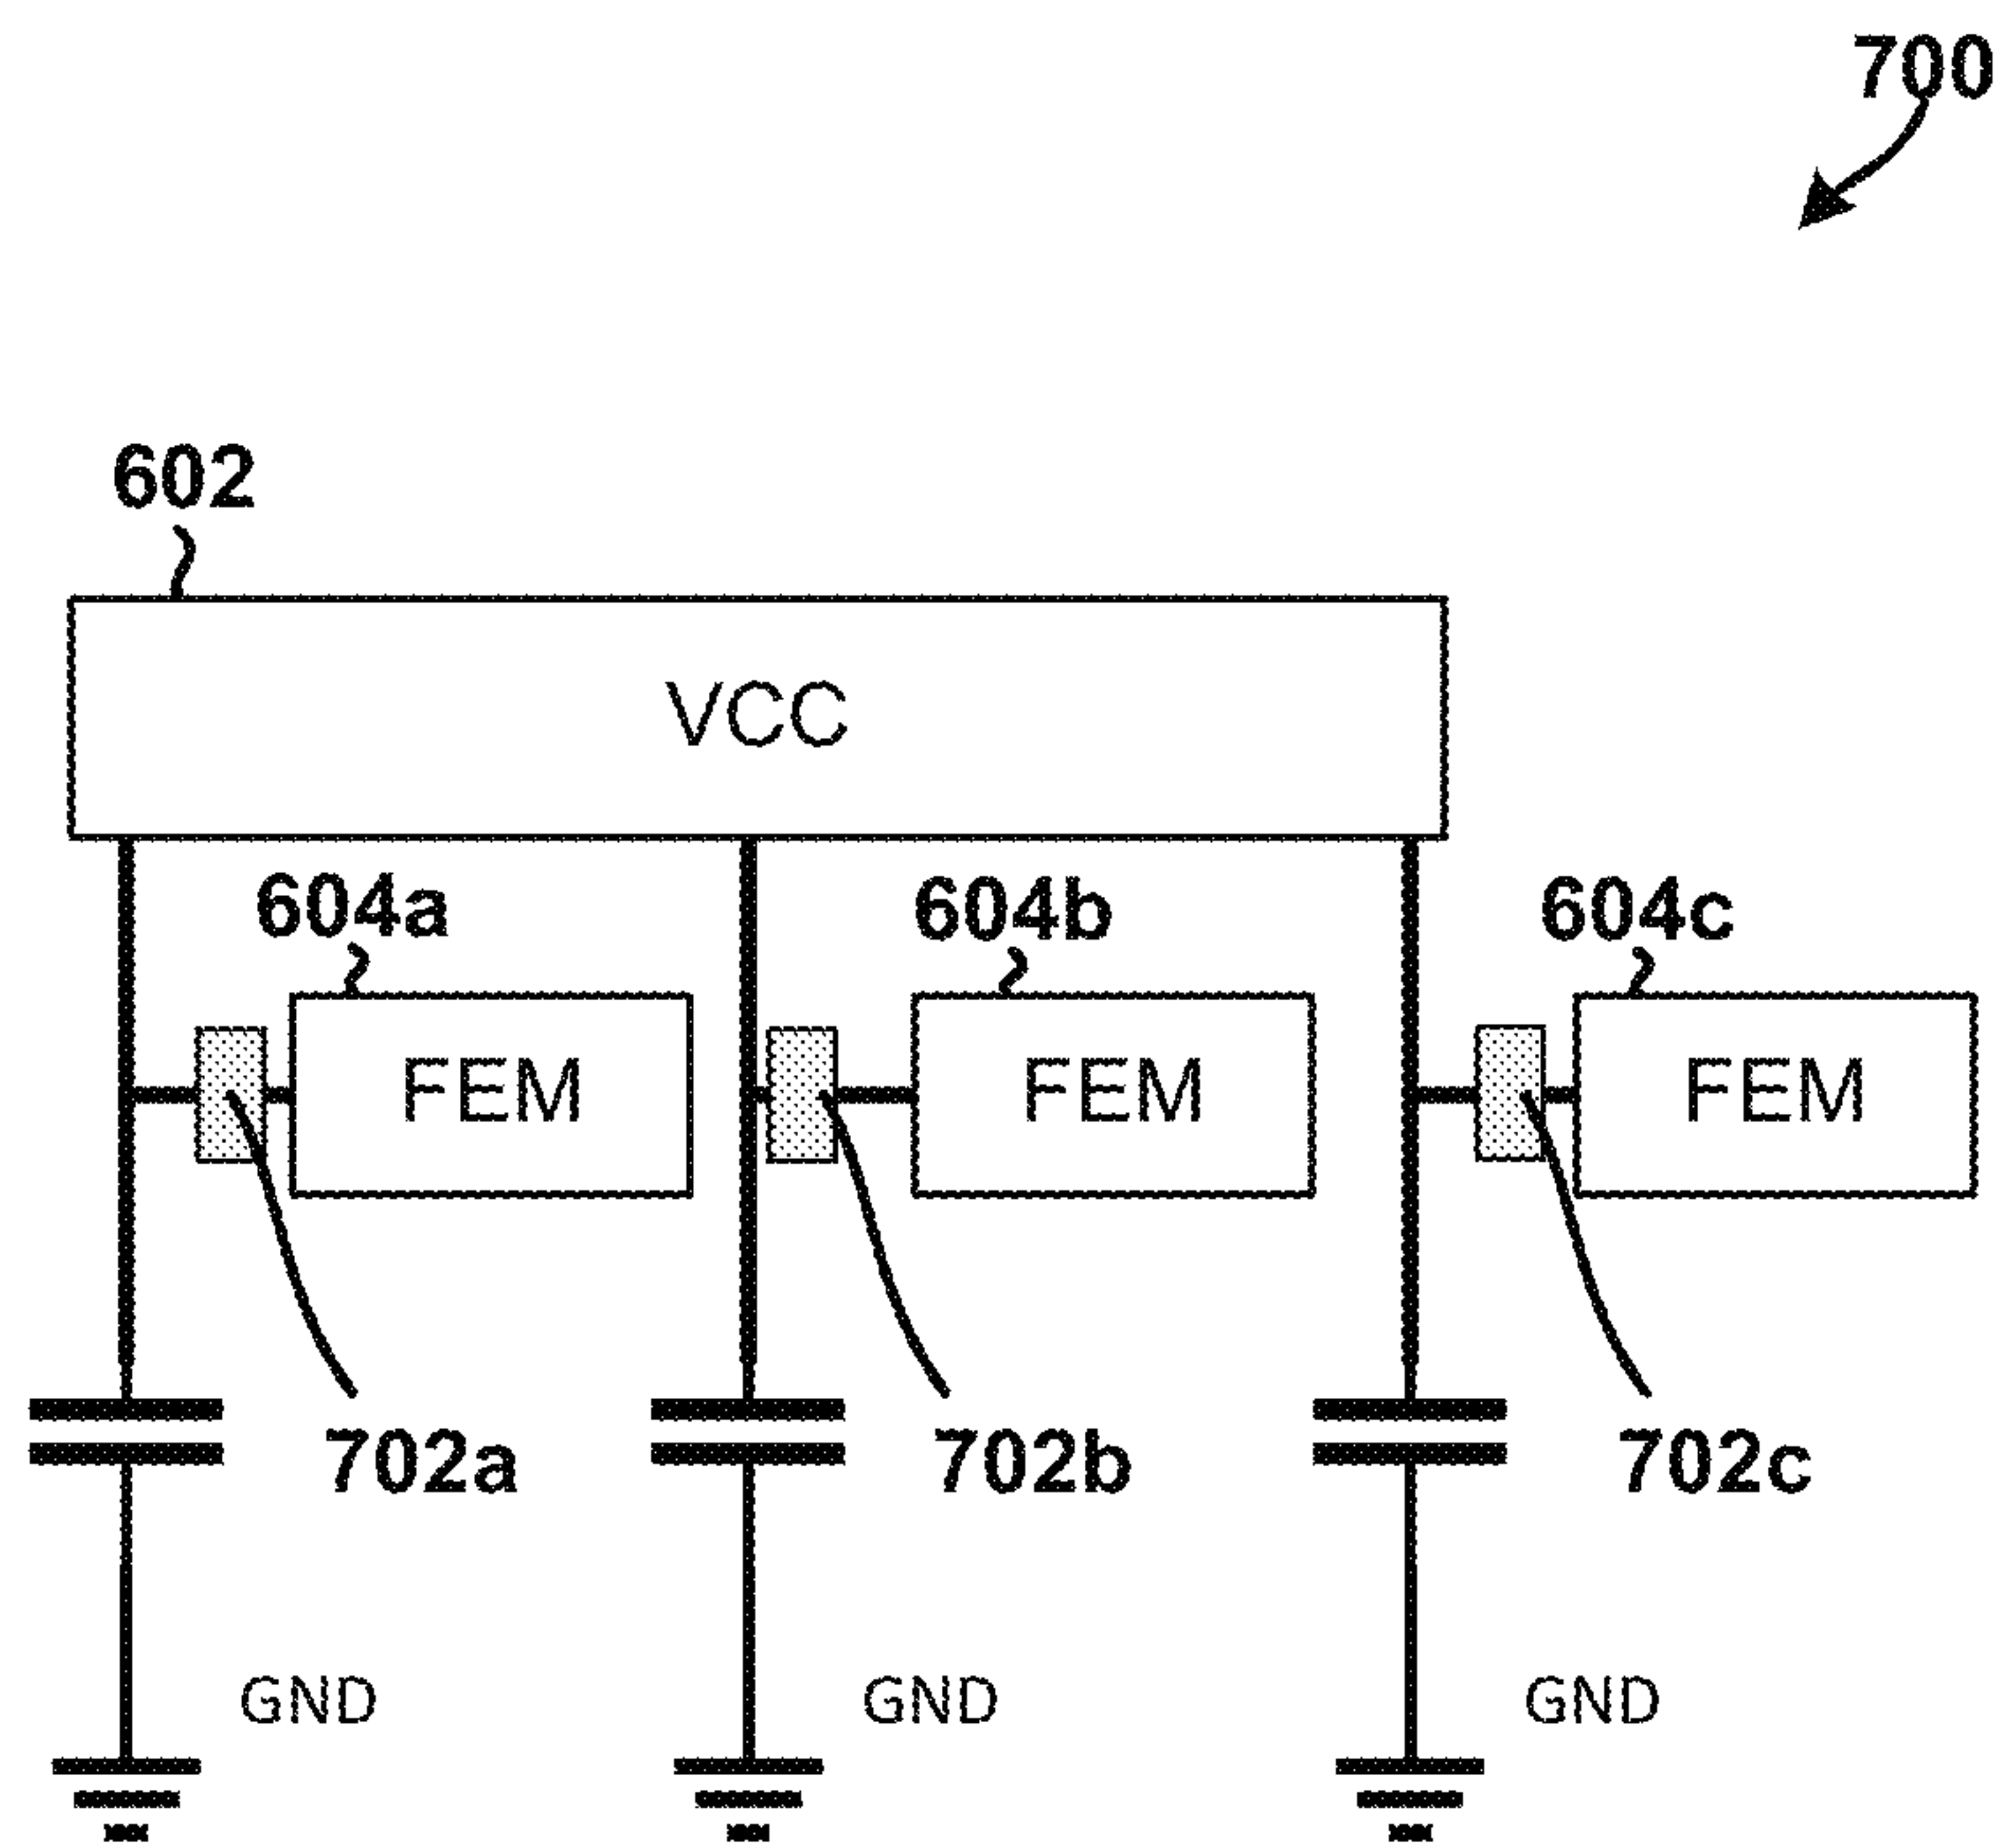 700
602
VCC
604a 604b 604c
FEM FEM FEM
702a 702b 702c
GND GND GND